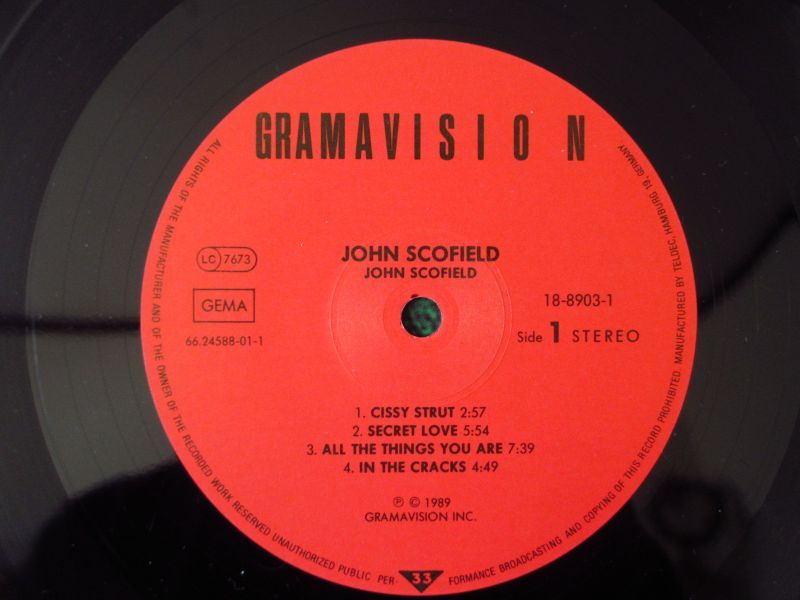 GRAMAVISION
JOHN SCOFIELD
JOHN SCOFIELD
LC 7673
GEMA
66.24588-01-1
18-8903-1
Side 1 STEREO
1. CISSY STRUT 2:57
2. SECRET LOVE 5:54
3. ALL THE THINGS YOU ARE 7:39
4. IN THE CRACKS 4:49
℗ © 1989
GRAMAVISION INC.
ALL RIGHTS OF THE MANUFACTURER AND OF THE OWNER OF THE RECORDED WORK RESERVED UNAUTHORIZED PUBLIC PER- 33 FORMANCE BROADCASTING AND COPYING OF THIS RECORD PROHIBITED. MANUFACTURED BY TELDEC, HAMBURG 19, GERMANY